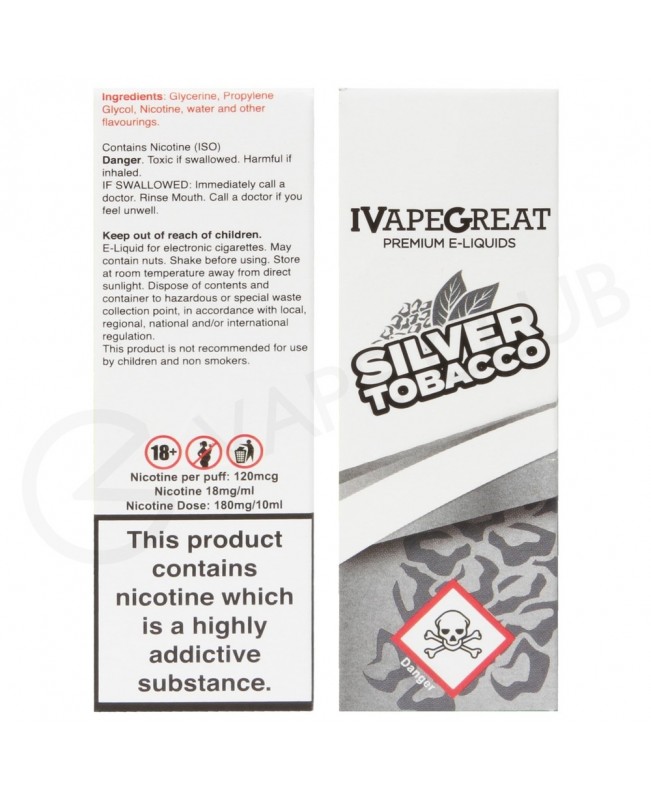 Ingredients: Glycerine, Propylene
Glycol, Nicotine, water and other
flavourings.
Contains Nicotine (ISO)
Danger. Toxic if swallowed. Harmful if
inhaled.
IF SWALLOWED: Immediately call a
doctor. Rinse Mouth. Call a doctor if you
feel unwell.
Keep out of reach of children.
E-Liquid for electronic cigarettes. May
contain nuts. Shake before using. Store
at room temperature away from direct
sunlight. Dispose of contents and
container to hazardous or special waste
collection point, in accordance with local,
regional, national and/or international
regulation.
This product is not recommended for use
by children and non smokers.
18+
Nicotine per puff: 120mcg
Nicotine 18mg/ml
Nicotine Dose: 180mg/10ml
This product
contains
nicotine which
is a highly
addictive
substance.
IVAPEGREAT
PREMIUM E-LIQUIDS
SILVER
TOBACCO
Danger